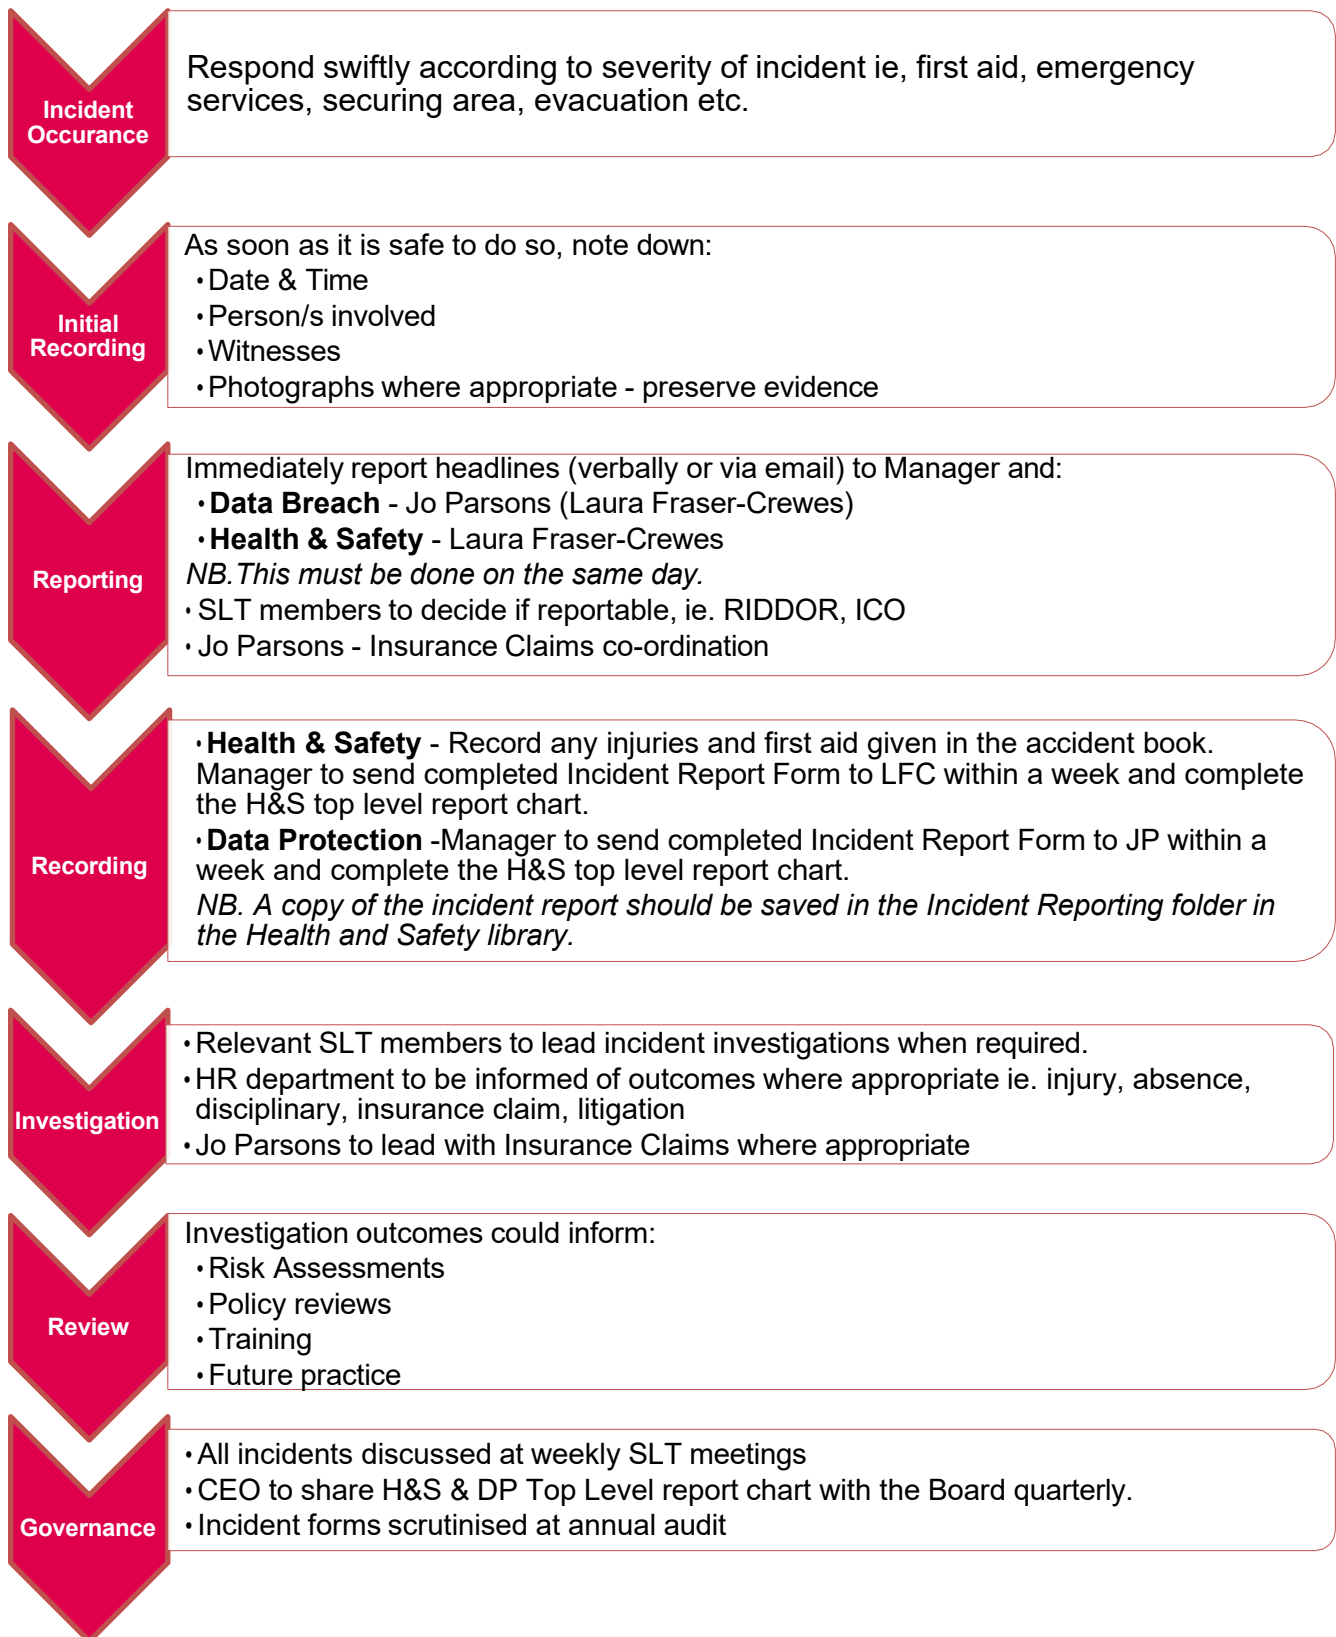 Incident
Occurance
Respond swiftly according to severity of incident ie, first aid, emergency
services, securing area, evacuation etc.
Initial
Recording
As soon as it is safe to do so, note down:
• Date & Time
• Person/s involved
• Witnesses
• Photographs where appropriate - preserve evidence
Reporting
Immediately report headlines (verbally or via email) to Manager and:
• Data Breach - Jo Parsons (Laura Fraser-Crewes)
• Health & Safety - Laura Fraser-Crewes
NB.This must be done on the same day.
• SLT members to decide if reportable, ie. RIDDOR, ICO
• Jo Parsons - Insurance Claims co-ordination
Recording
• Health & Safety - Record any injuries and first aid given in the accident book.
Manager to send completed Incident Report Form to LFC within a week and complete
the H&S top level report chart.
• Data Protection -Manager to send completed Incident Report Form to JP within a
week and complete the H&S top level report chart.
NB. A copy of the incident report should be saved in the Incident Reporting folder in
the Health and Safety library.
Investigation
• Relevant SLT members to lead incident investigations when required.
• HR department to be informed of outcomes where appropriate ie. injury, absence,
disciplinary, insurance claim, litigation
• Jo Parsons to lead with Insurance Claims where appropriate
Review
Investigation outcomes could inform:
• Risk Assessments
• Policy reviews
• Training
• Future practice
Governance
• All incidents discussed at weekly SLT meetings
• CEO to share H&S & DP Top Level report chart with the Board quarterly.
• Incident forms scrutinised at annual audit